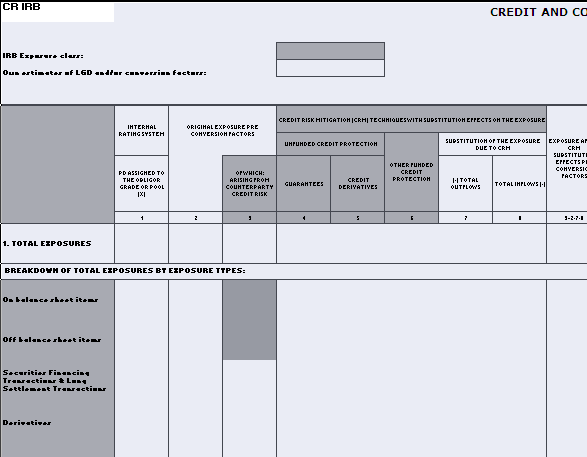 CR IRB
CREDIT AND CO
IRB Exposure class:
Own estimates of LGD and/or conversion factors:
INTERNAL
RATING SYSTEM
ORIGINAL EXPOSURE PRE
CONVERSION FACTORS
CREDIT RISK MITIGATION (CRM) TECHNIQUES WITH SUBSTITUTION EFFECTS ON THE EXPOSURE
UNFUNDED CREDIT PROTECTION
SUBSTITUTION OF THE EXPOSURE
DUE TO CRM
EXPOSURE AF
CRM
SUBSTITUTI
EFFECTS P
CONVERSIO
FACTORS
PD ASSIGNED TO
THE OBLIGOR
GRADE OR POOL
(%)
OF WHICH:
ARISING FROM
COUNTERPARTY
CREDIT RISK
GUARANTEES
CREDIT
DERIVATIVES
OTHER FUNDED
CREDIT
PROTECTION
(-) TOTAL
OUTFLOWS
TOTAL INFLOWS (-)
1
2
3
4
5
6
7
8
1. TOTAL EXPOSURES
BREAKDOWN OF TOTAL EXPOSURES BY EXPOSURE TYPES:
On balance sheet items
Off balance sheet items
Securities Financing
Transactions & Long
Settlement Transactions
Derivatives